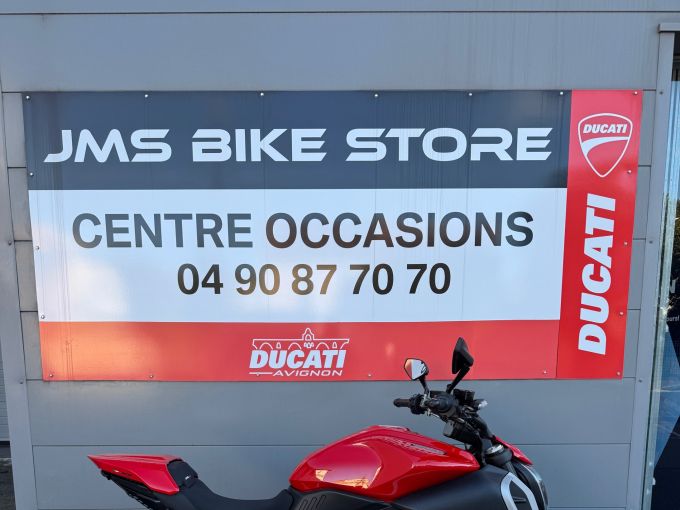 JMS BIKE STORE
CENTRE OCCASIONS
04 90 87 70 70
DUCATI
AVIGNON
DUCATI
DUCATI